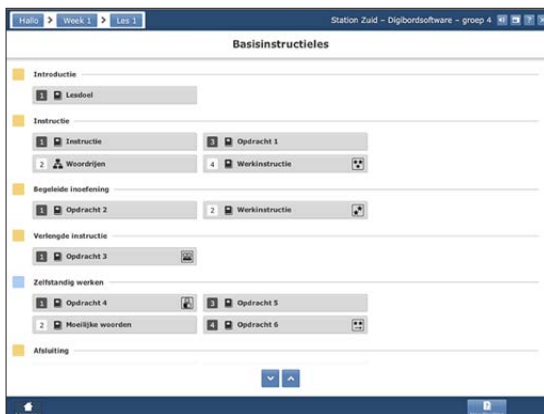 Hallo > Week 1 > Les 1
Station Zuid – Digibordsoftware – groep 4 ?
Basisinstructieles
Introductie
1 Lesdoel
Instructie
1 Instructie 3 Opdracht 1
2 Woordrijen 4 Werkinstructie
Begeleide inoefening
1 Opdracht 2 2 Werkinstructie
Verlengde instructie
1 Opdracht 3
Zelfstandig werken
1 Opdracht 4 3 Opdracht 5
2 Moeilijke woorden 4 Opdracht 6
Afsluiting